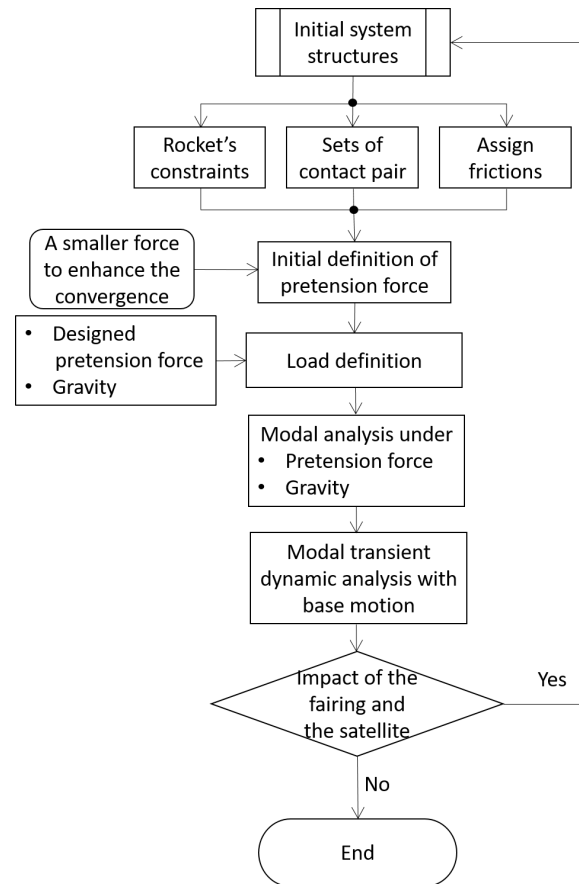 Initial system
structures
Rocket's
constraints
Sets of
contact pair
Assign
frictions
A smaller force
to enhance the
convergence
Initial definition of
pretension force
• Designed
pretension force
• Gravity
Load definition
Modal analysis under
• Pretension force
• Gravity
Modal transient
dynamic analysis with
base motion
Impact of the
fairing and
the satellite
Yes
No
End